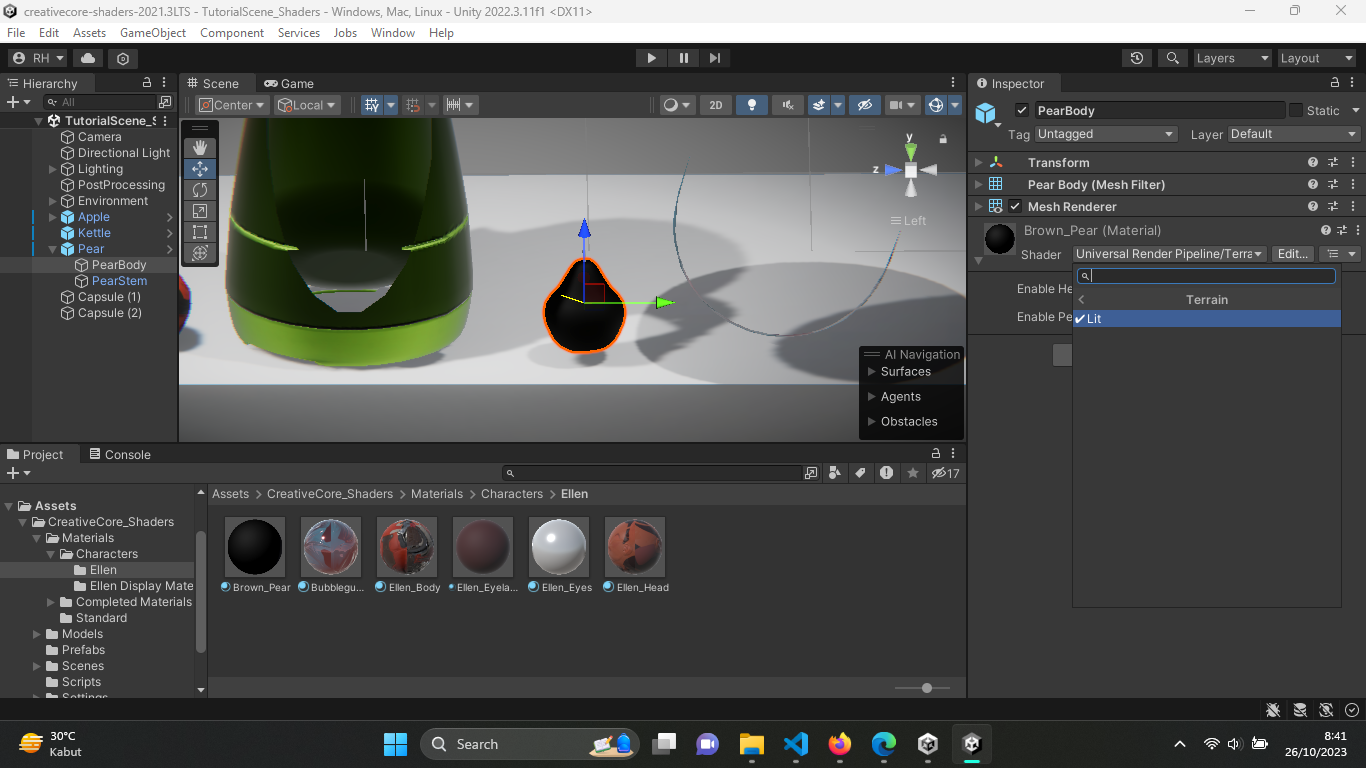 creativecore-shaders-2021.3LTS - TutorialScene_Shaders - Windows, Mac, Linux - Unity 2022.3.11f1 <DX11>
File Edit Assets GameObject Component Services Jobs Window Help
RH Layers Layout
Hierarchy
All
TutorialScene_S
Camera
Directional Light
Lighting
PostProcessing
Environment
Apple
Kettle
Pear
PearBody
PearStem
Capsule (1)
Capsule (2)
Scene Game
Center Local 2D
y
z
Left
AI Navigation
Surfaces
Agents
Obstacles
Inspector
PearBody Static
Tag Untagged Layer Default
Transform
Pear Body (Mesh Filter)
Mesh Renderer
Brown_Pear (Material)
Shader Universal Render Pipeline/Terra Edit...
Enable He
Enable Pe
Terrain
Lit
Project Console
17
Assets
CreativeCore_Shaders
Materials
Characters
Ellen
Ellen Display Mate
Completed Materials
Standard
Models
Prefabs
Scenes
Scripts
Settings
Assets > CreativeCore_Shaders > Materials > Characters > Ellen
Brown_Pear Bubblegu... Ellen_Body Ellen_Eyela... Ellen_Eyes Ellen_Head
30°C
Kabut
Search
8:41
26/10/2023